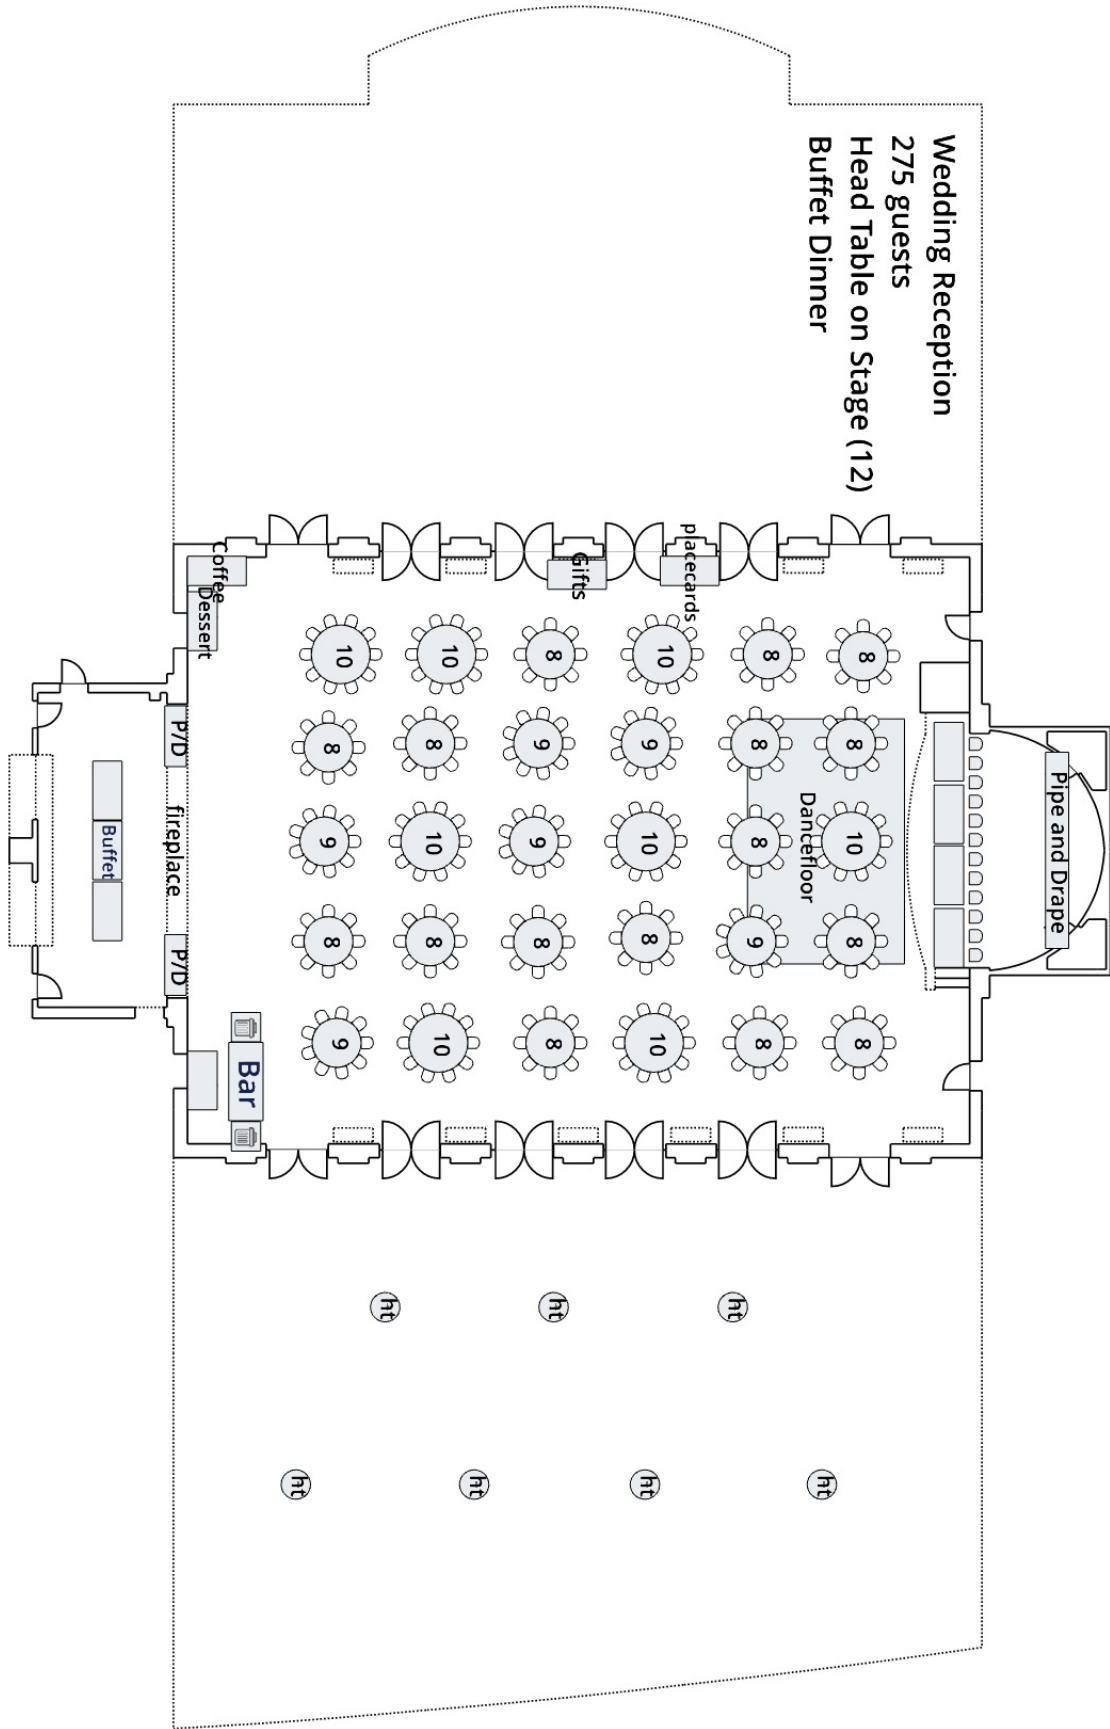 Wedding Reception
275 guests
Head Table on Stage (12)
Buffet Dinner
Pipe and Drape
8
8
10
8
8
Dancefloor
8
8
8
9
8
placecards
10
9
10
8
10
Gifts
8
9
9
8
8
10
8
10
8
10
10
8
9
8
9
Coffee
Dessert
Bar
P/D
fireplace
P/D
Buffet
ht
ht
ht
ht
ht
ht
ht